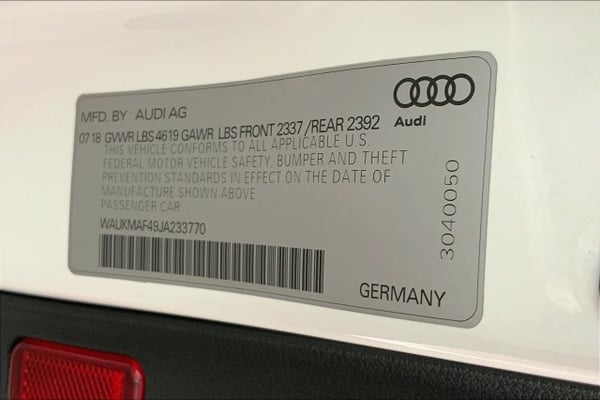 MFD. BY AUDI AG
07 18 GVWR LBS 4619 GAWR LBS FRONT 2337 /REAR 2392
THIS VEHICLE CONFORMS TO ALL APPLICABLE U.S.
FEDERAL MOTOR VEHICLE SAFETY, BUMPER AND THEFT
PREVENTION STANDARDS IN EFFECT ON THE DATE OF
MANUFACTURE SHOWN ABOVE
PASSENGER CAR
WAUKMAF49JA233770
Audi
3040050
GERMANY